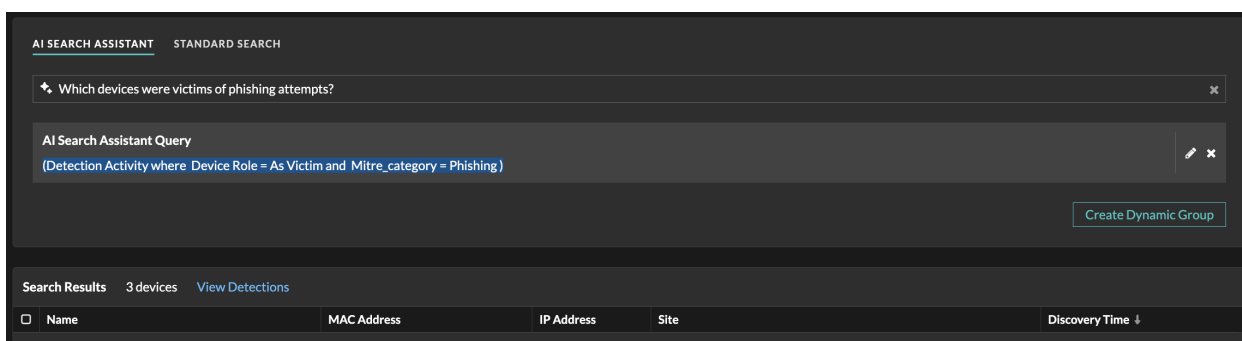 AI SEARCH ASSISTANT STANDARD SEARCH
Which devices were victims of phishing attempts?
AI Search Assistant Query
(Detection Activity where Device Role = As Victim and Mitre_category = Phishing )
Create Dynamic Group
Search Results 3 devices View Detections
Name MAC Address IP Address Site Discovery Time ↓